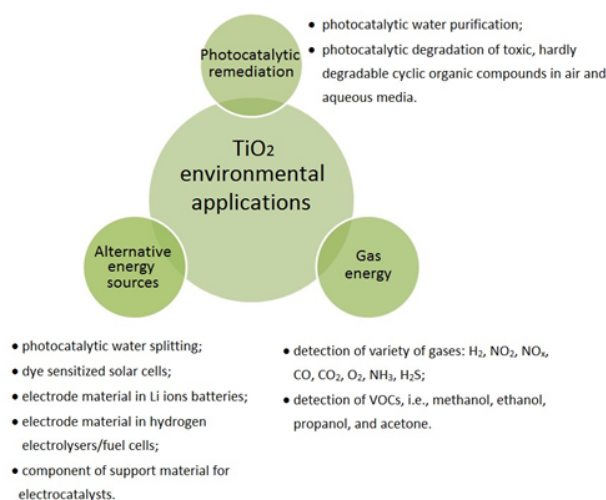 Photocatalytic
remediation
• photocatalytic water purification;
• photocatalytic degradation of toxic, hardly
degradable cyclic organic compounds in air and
aqueous media.
TiO₂
environmental
applications
Alternative
energy
sources
Gas
energy
• photocatalytic water splitting;
• dye sensitized solar cells;
• electrode material in Li ions batteries;
• electrode material in hydrogen
electrolysers/fuel cells;
• component of support material for
electrocatalysts.
• detection of variety of gases: H₂, NO₂, NOₓ,
CO, CO₂, O₂, NH₃, H₂S;
• detection of VOCs, i.e., methanol, ethanol,
propanol, and acetone.